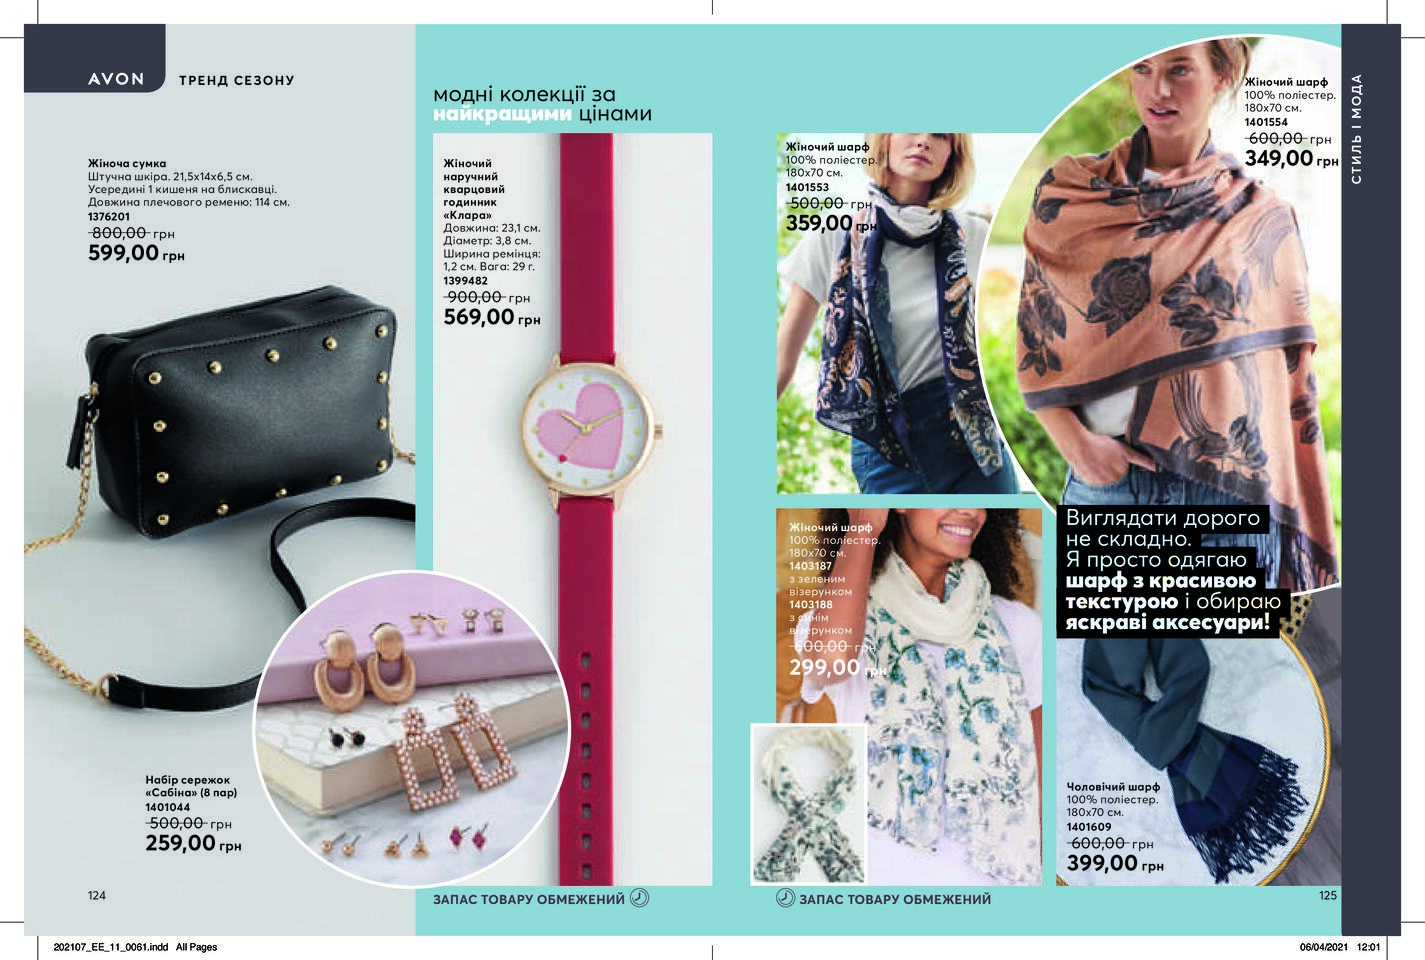 AVON
ТРЕНД СЕЗОНУ
Жіноча сумка
Штучна шкіра. 21,5х14х6,5 см.
Усередині 1 кишеня на блискавці.
Довжина плечового ременю: 114 см.
1376201
800,00 грн
599,00 грн
Набір сережок
«Сабіна» (8 пар)
1401044
500,00 грн
259,00 грн
124
модні колекції за
найкращими цінами
Жіночий
наручний
кварцовий
годинник
«Клара»
Довжина: 23,1 см.
Діаметр: 3,8 см.
Ширина ремінця:
1,2 см. Вага: 29 г.
1399482
900,00 грн
569,00 грн
ЗАПАС ТОВАРУ ОБМЕЖЕНИЙ
Жіночий шарф
100% поліестер.
180х70 см.
1401553
500,00 грн
359,00 грн
Жіночий шарф
100% поліестер.
180х70 см.
1401554
600,00 грн
349,00 грн
СТИЛЬ І МОДА
Виглядати дорого
не складно.
Я просто одягаю
шарф з красивою
текстурою і обираю
яскраві аксесуари!
Жіночий шарф
100% поліестер.
180х70 см.
1403187
з зеленим
візерунком
1403188
з синім
візерунком
600,00 грн
299,00 грн
Чоловічий шарф
100% поліестер.
180х70 см.
1401609
600,00 грн
399,00 грн
ЗАПАС ТОВАРУ ОБМЕЖЕНИЙ
125
202107_EE_11_0061.indd All Pages
06/04/2021 12:01